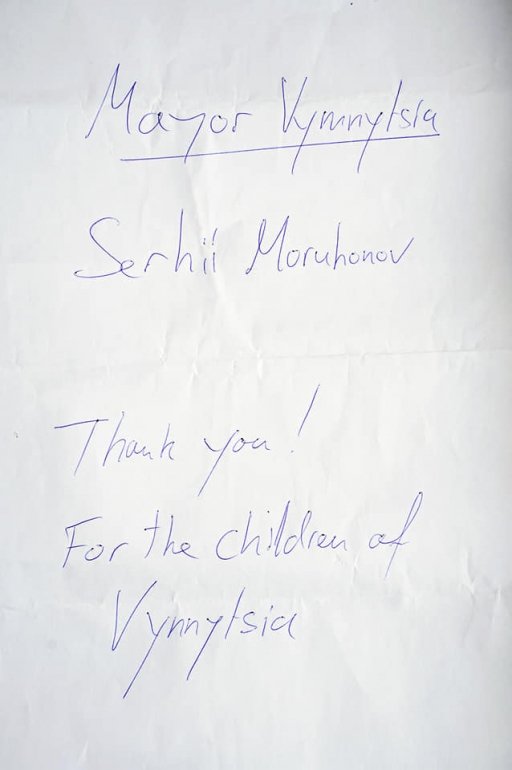 Mayor Vynnytsia
Serhii Moruhonov
Thank you!
For the children of
Vynnytsia